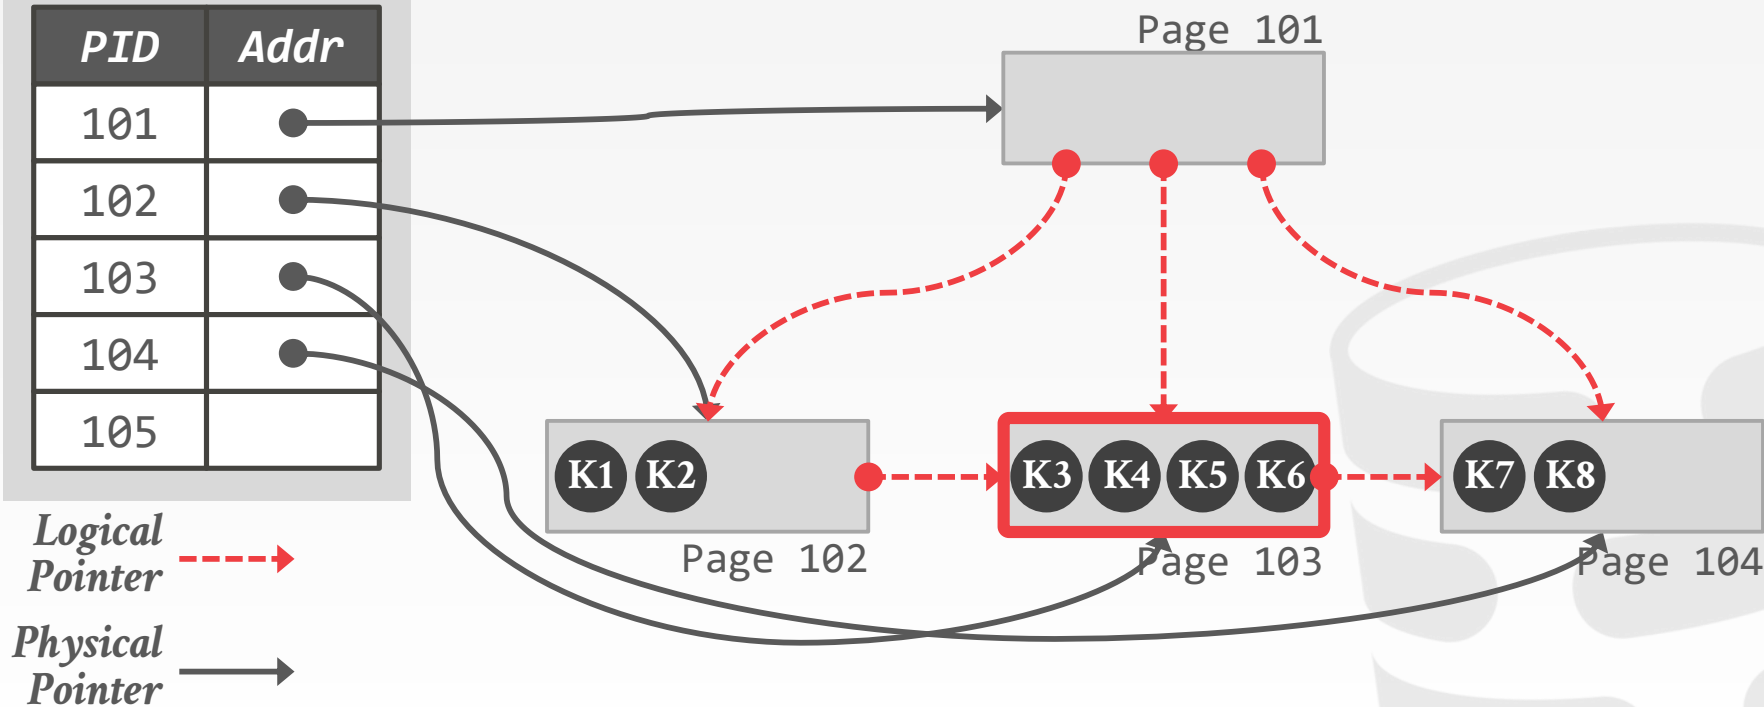 PID Addr
101
102
103
104
105
Logical
Pointer
Physical
Pointer
Page 101
K1 K2
Page 102
K3 K4 K5 K6
Page 103
K7 K8
Page 104